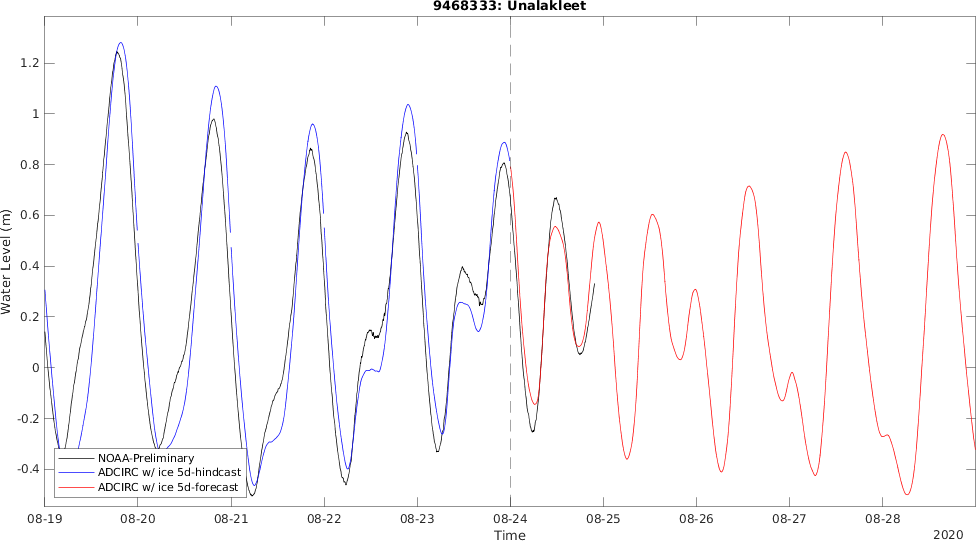 9468333: Unalakleet
Water Level (m)
1.2
1
0.8
0.6
0.4
0.2
0
-0.2
-0.4
NOAA-Preliminary
ADCIRC w/ ice 5d-hindcast
ADCIRC w/ ice 5d-forecast
08-19 08-20 08-21 08-22 08-23 08-24 08-25 08-26 08-27 08-28
Time
2020